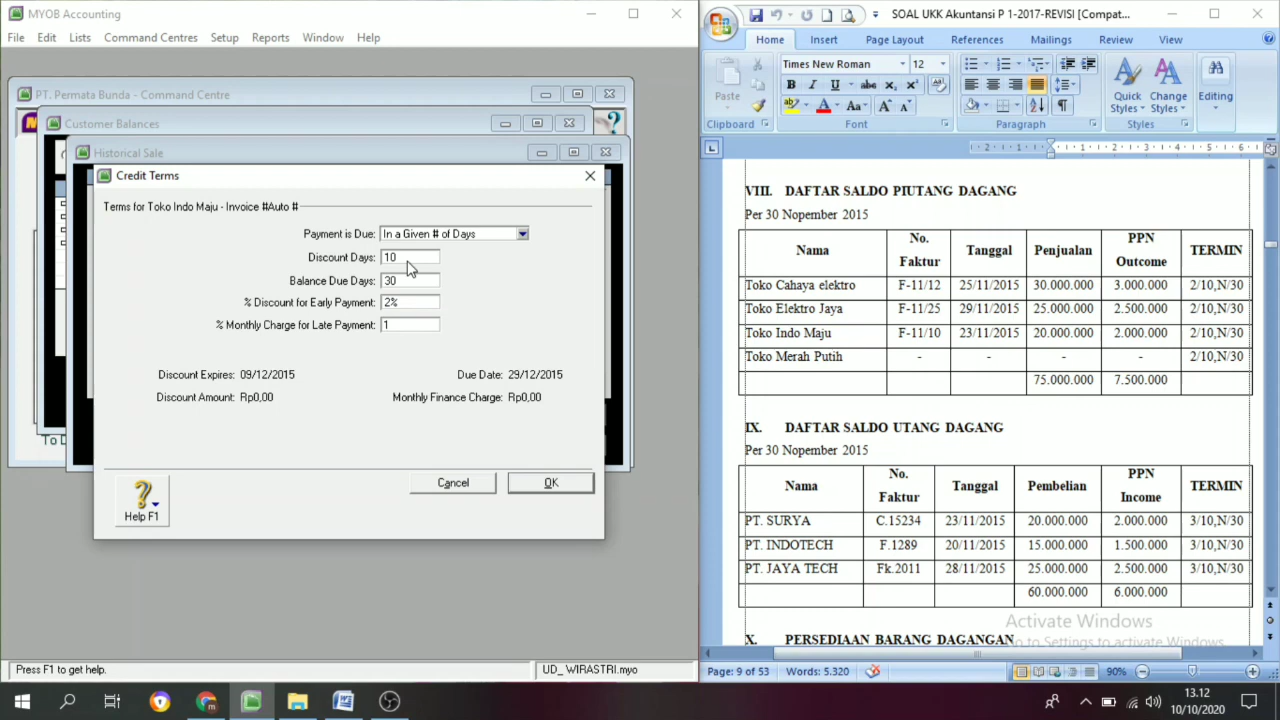 MYOB Accounting
File Edit Lists Command Centres Setup Reports Window Help
PT. Permata Bunda - Command Centre
Customer Balances
Historical Sale
Credit Terms
Terms for Toko Indo Maju - Invoice #Auto #
Payment is Due: In a Given # of Days
Discount Days: 10
Balance Due Days: 30
% Discount for Early Payment: 2%
% Monthly Charge for Late Payment: 1
Discount Expires: 09/12/2015 Due Date: 29/12/2015
Discount Amount: Rp0,00 Monthly Finance Charge: Rp0,00
To D
Cancel OK
Help F1
Press F1 to get help. UD_ WIRASTRI.myo
SOAL UKK Akuntansi P 1-2017-REVISI [Compat...
Home Insert Page Layout References Mailings Review View
Times New Roman 12
Paste Quick Styles Change Styles Editing
Clipboard Font Paragraph Styles
VIII. DAFTAR SALDO PIUTANG DAGANG
Per 30 Nopember 2015
Nama No. Faktur Tanggal Penjualan PPN Outcome TERMIN
Toko Cahaya elektro F-11/12 25/11/2015 30.000.000 3.000.000 2/10,N/30
Toko Elektro Jaya F-11/25 29/11/2015 25.000.000 2.500.000 2/10,N/30
Toko Indo Maju F-11/10 23/11/2015 20.000.000 2.000.000 2/10,N/30
Toko Merah Putih - - - - 2/10,N/30
75.000.000 7.500.000
IX. DAFTAR SALDO UTANG DAGANG
Per 30 Nopember 2015
Nama No. Faktur Tanggal Pembelian PPN Income TERMIN
PT. SURYA C.15234 23/11/2015 20.000.000 2.000.000 3/10,N/30
PT. INDOTECH F.1289 20/11/2015 15.000.000 1.500.000 3/10,N/30
PT. JAYA TECH Fk.2011 28/11/2015 25.000.000 2.500.000 3/10,N/30
60.000.000 6.000.000
Activate Windows
Go to Settings to activate Windows.
X. PERSEDIAAN BARANG DAGANGAN
Page: 9 of 53 Words: 5.320 90%
13.12
10/10/2020